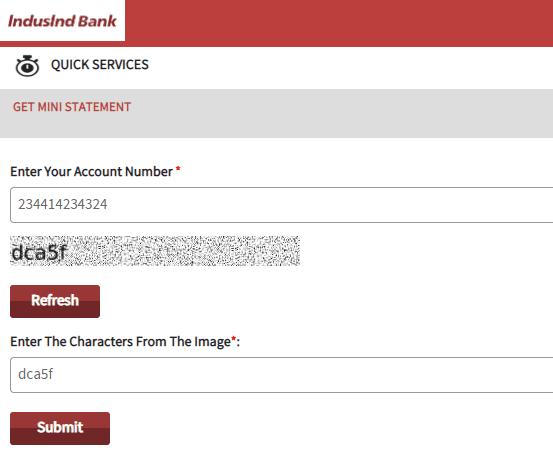 IndusInd Bank
QUICK SERVICES
GET MINI STATEMENT
Enter Your Account Number *
234414234324
dca5f
Refresh
Enter The Characters From The Image*:
dca5f
Submit